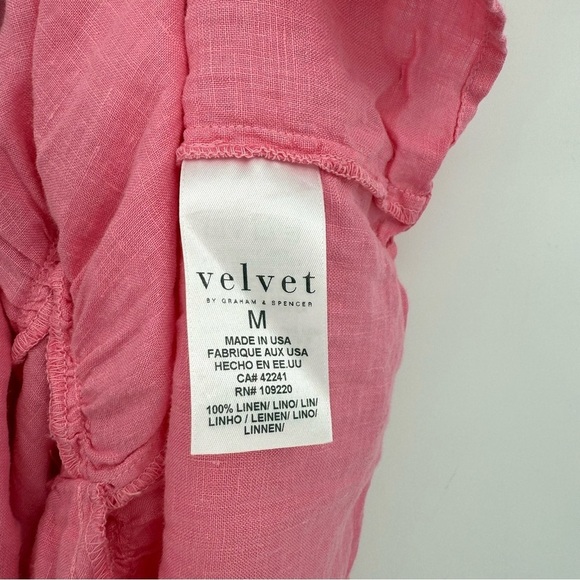 velvet
BY GRAHAM & SPENCER
M
MADE IN USA
FABRIQUE AUX USA
HECHO EN EE.UU
CA# 42241
RN# 109220
100% LINEN/ LINO/ LIN/
LINHO / LEINEN/ LINO/
LINNEN/